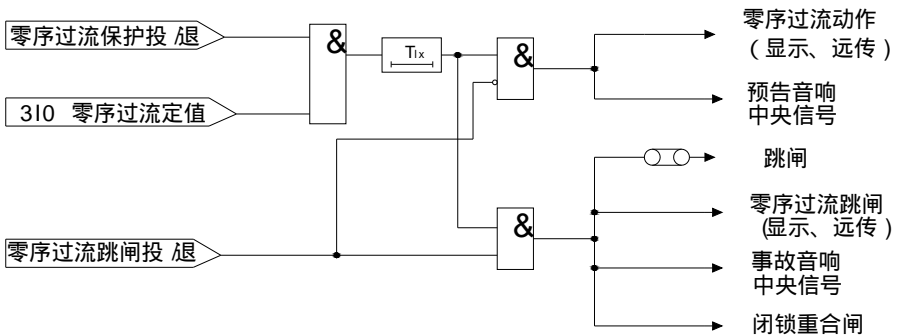 零序过流保护投/退
3I0 零序过流定值
零序过流跳闸投/退
&
TIx
&
&
零序过流动作
(显示、远传)
预告音响
中央信号
跳闸
零序过流跳闸
(显示、远传)
事故音响
中央信号
闭锁重合闸